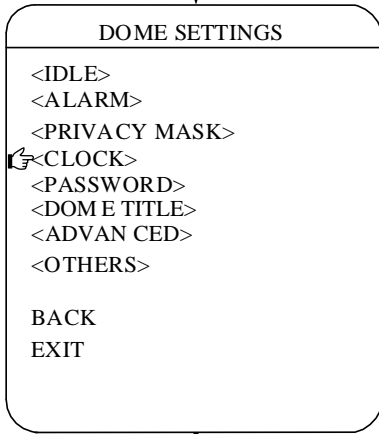 DOME SETTINGS
<IDLE>
<ALARM>
<PRIVACY MASK>
<CLOCK>
<PASSWORD>
<DOM E TITLE>
<ADVAN CED>
<OTHERS>
BACK
EXIT